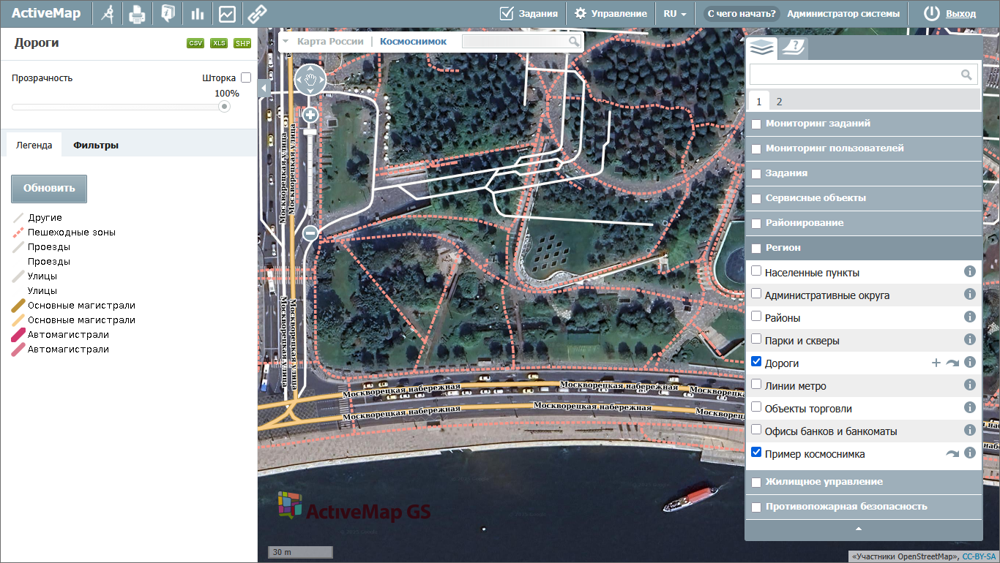 ActiveMap
Задания
Управление
RU
С чего начать?
Администратор системы
Выход
Дороги
CSV
XLS
SHP
Прозрачность
Шторка
100%
Легенда
Фильтры
Обновить
Другие
Пешеходные зоны
Проезды
Проезды
Улицы
Улицы
Основные магистрали
Основные магистрали
Автомагистрали
Автомагистрали
Карта России
Космоснимок
Москворецкая улица
Москворецкая улица
Москворецкая улица
Москворецкая улица
Москворецкая набережная
Москворецкая набережная
Москворецкая набережная
Москворецкая набережная
ActiveMap GS
30 m
1
2
Мониторинг заданий
Мониторинг пользователей
Задания
Сервисные объекты
Районирование
Регион
Населенные пункты
Административные округа
Районы
Парки и скверы
Дороги
Линии метро
Объекты торговли
Офисы банков и банкоматы
Пример космоснимка
Жилищное управление
Противопожарная безопасность
«Участники OpenStreetMap», CC-BY-SA